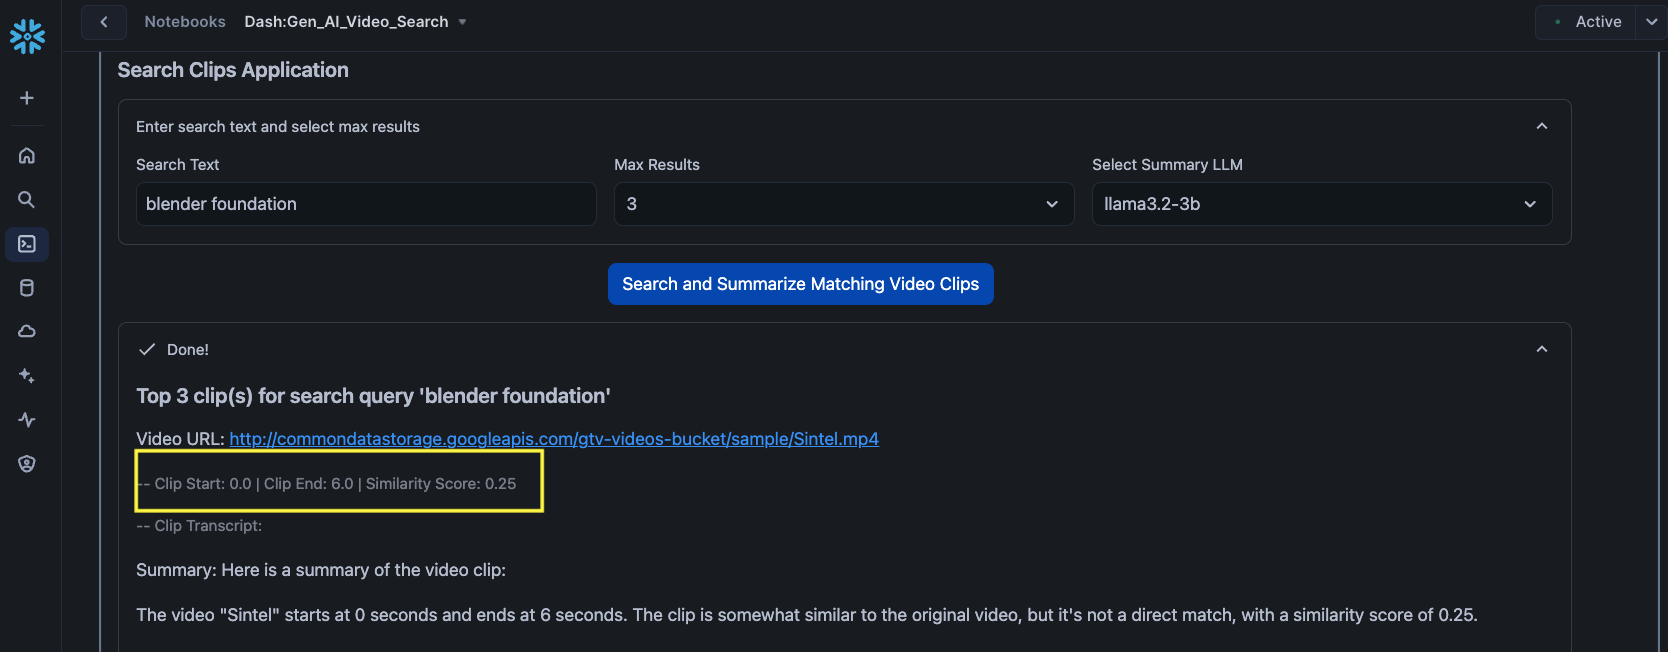 Notebooks Dash:Gen_AI_Video_Search
Active
Search Clips Application
Enter search text and select max results
Search Text Max Results Select Summary LLM
blender foundation 3 llama3.2-3b
Search and Summarize Matching Video Clips
Done!
Top 3 clip(s) for search query 'blender foundation'
Video URL: http://commondatastorage.googleapis.com/gtv-videos-bucket/sample/Sintel.mp4
-- Clip Start: 0.0 | Clip End: 6.0 | Similarity Score: 0.25
-- Clip Transcript:
Summary: Here is a summary of the video clip:
The video "Sintel" starts at 0 seconds and ends at 6 seconds. The clip is somewhat similar to the original video, but it's not a direct match, with a similarity score of 0.25.